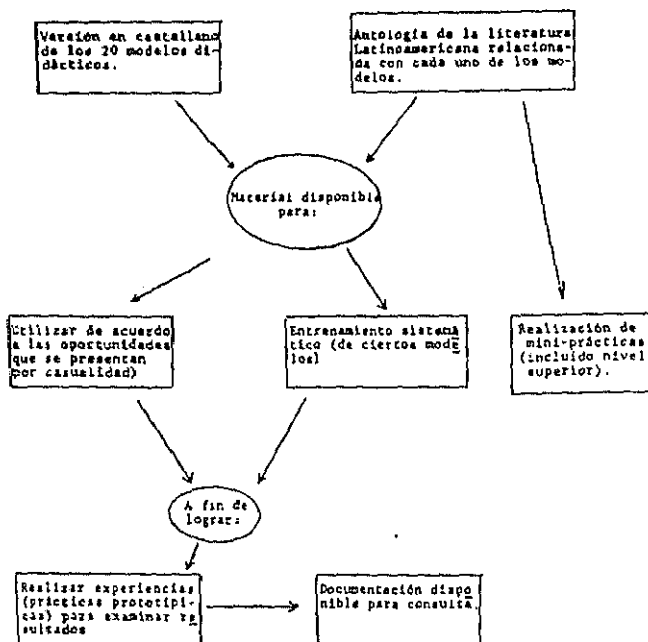 Versión en castellano
de los 20 modelos di-
dácticos.
Antología de la literatura
Latinoamericana relaciona-
da con cada uno de los mo-
delos.
Material disponible
para:
Utilizar de acuerdo
a las oportunidades
que se presentan
por casualidad)
Entrenamiento sistemá
tico (de ciertos mode
los)
Realización de
mini-prácticas
(incluído nivel
superior).
A fin de
lograr:
Realizar experiencias
(prácticas prototípi-
cas) para examinar re
sultados
Documentación dispo
nible para consulta.